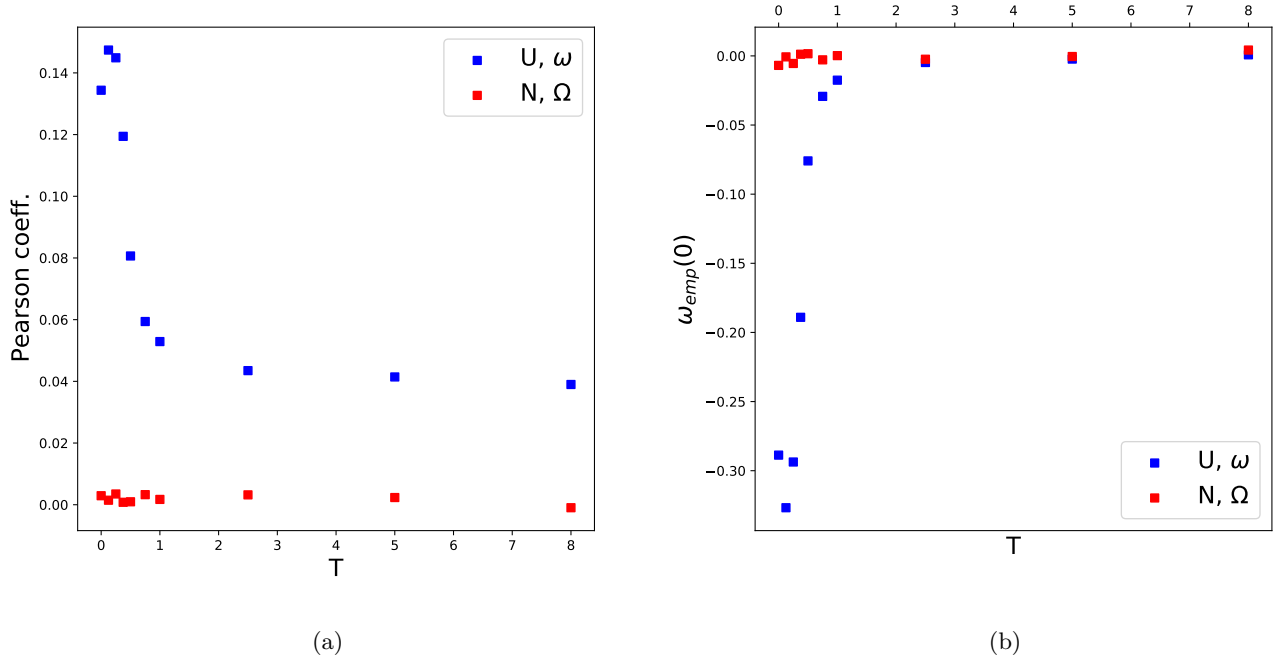 0.14
0.12
0.10
0.08
0.06
0.04
0.02
0.00
Pearson coeff.
U, ω
N, Ω
0 1 2 3 4 5 6 7 8
T
(a)
0 1 2 3 4 5 6 7 8
0.00
−0.05
−0.10
−0.15
−0.20
−0.25
−0.30
ω_emp(0)
U, ω
N, Ω
T
(b)